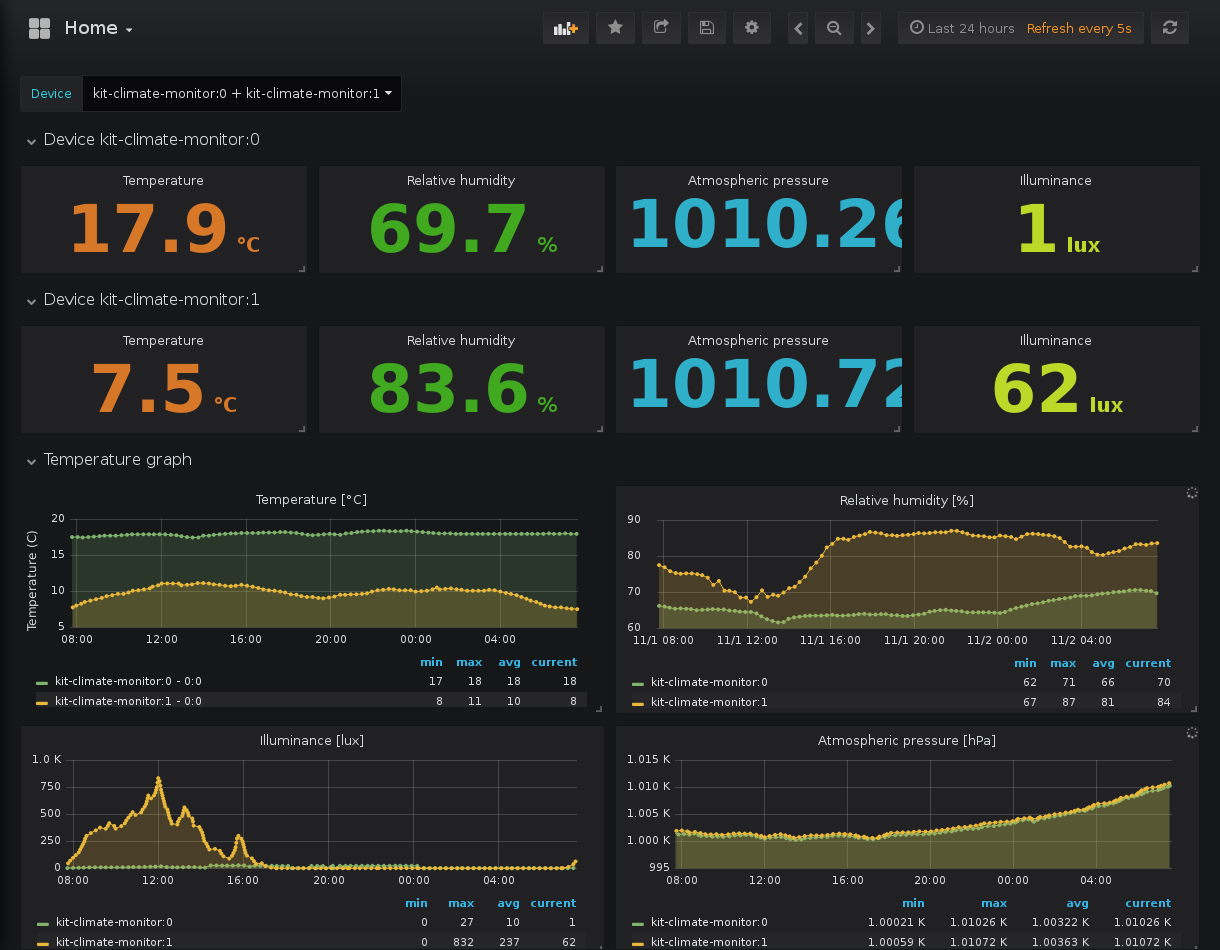 Home
Last 24 hours Refresh every 5s
Device kit-climate-monitor:0 + kit-climate-monitor:1
Device kit-climate-monitor:0
Temperature Relative humidity Atmospheric pressure Illuminance
17.9 °C 69.7 % 1010.26 1 lux
Device kit-climate-monitor:1
Temperature Relative humidity Atmospheric pressure Illuminance
7.5 °C 83.6 % 1010.72 62 lux
Temperature graph
Temperature [°C]
Temperature (C)
20
15
10
5
08:00 12:00 16:00 20:00 00:00 04:00
min max avg current
kit-climate-monitor:0 - 0:0 17 18 18 18
kit-climate-monitor:1 - 0:0 8 11 10 8
Relative humidity [%]
90
80
70
60
11/1 08:00 11/1 12:00 11/1 16:00 11/1 20:00 11/2 00:00 11/2 04:00
min max avg current
kit-climate-monitor:0 62 71 66 70
kit-climate-monitor:1 67 87 81 84
Illuminance [lux]
1.0 K
750
500
250
0
08:00 12:00 16:00 20:00 00:00 04:00
min max avg current
kit-climate-monitor:0 0 27 10 1
kit-climate-monitor:1 0 832 237 62
Atmospheric pressure [hPa]
1.015 K
1.010 K
1.005 K
1.000 K
995
08:00 12:00 16:00 20:00 00:00 04:00
min max avg current
kit-climate-monitor:0 1.00021 K 1.01026 K 1.00322 K 1.01026 K
kit-climate-monitor:1 1.00059 K 1.01072 K 1.00363 K 1.01072 K